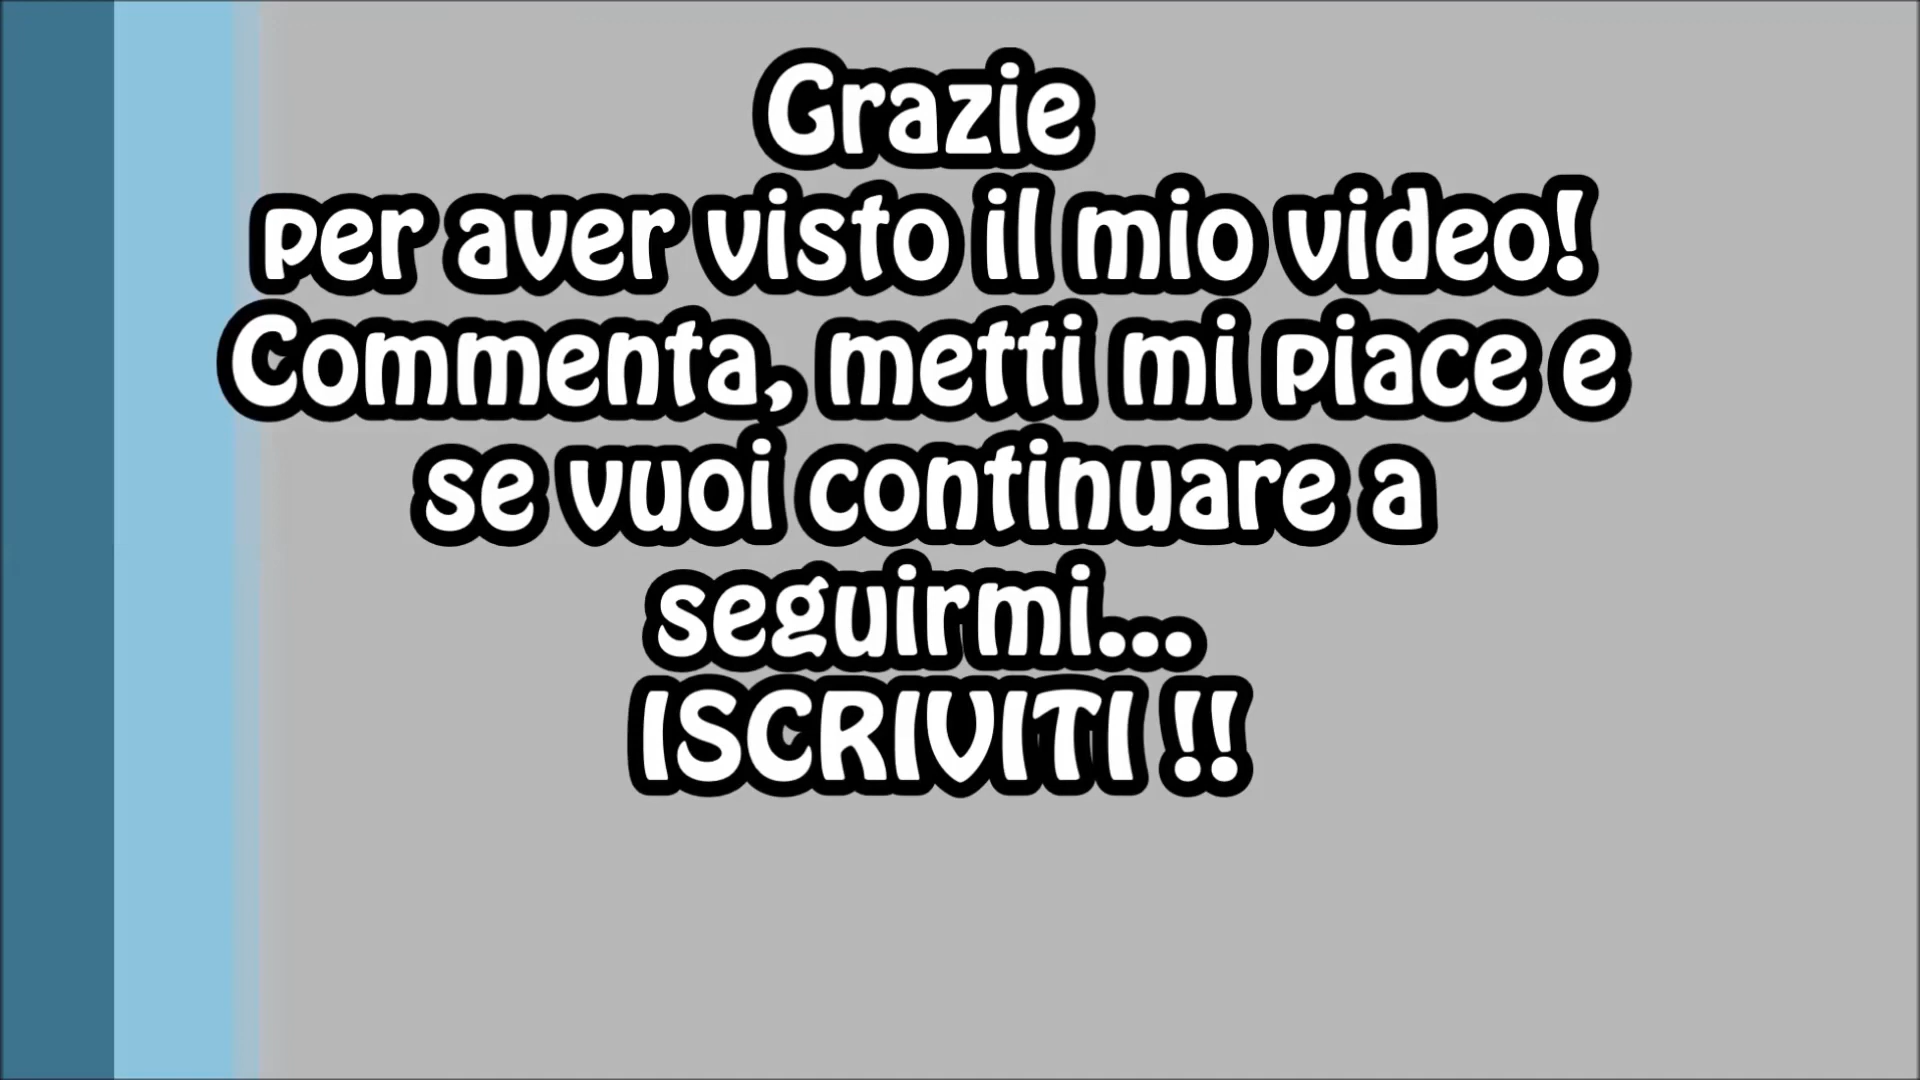 Grazie
per aver visto il mio video!
Commenta, metti mi piace e
se vuoi continuare a
seguirmi...
ISCRIVITI !!